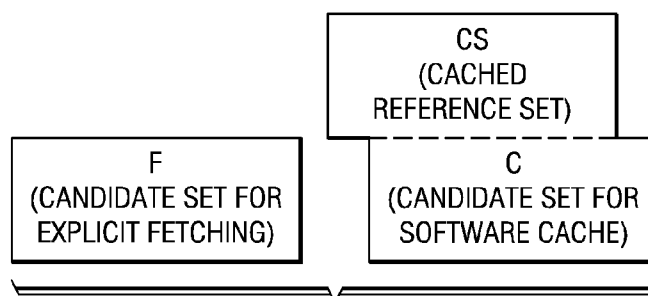 CS
(CACHED
REFERENCE SET)
F
(CANDIDATE SET FOR
EXPLICIT FETCHING)
C
(CANDIDATE SET FOR
SOFTWARE CACHE)